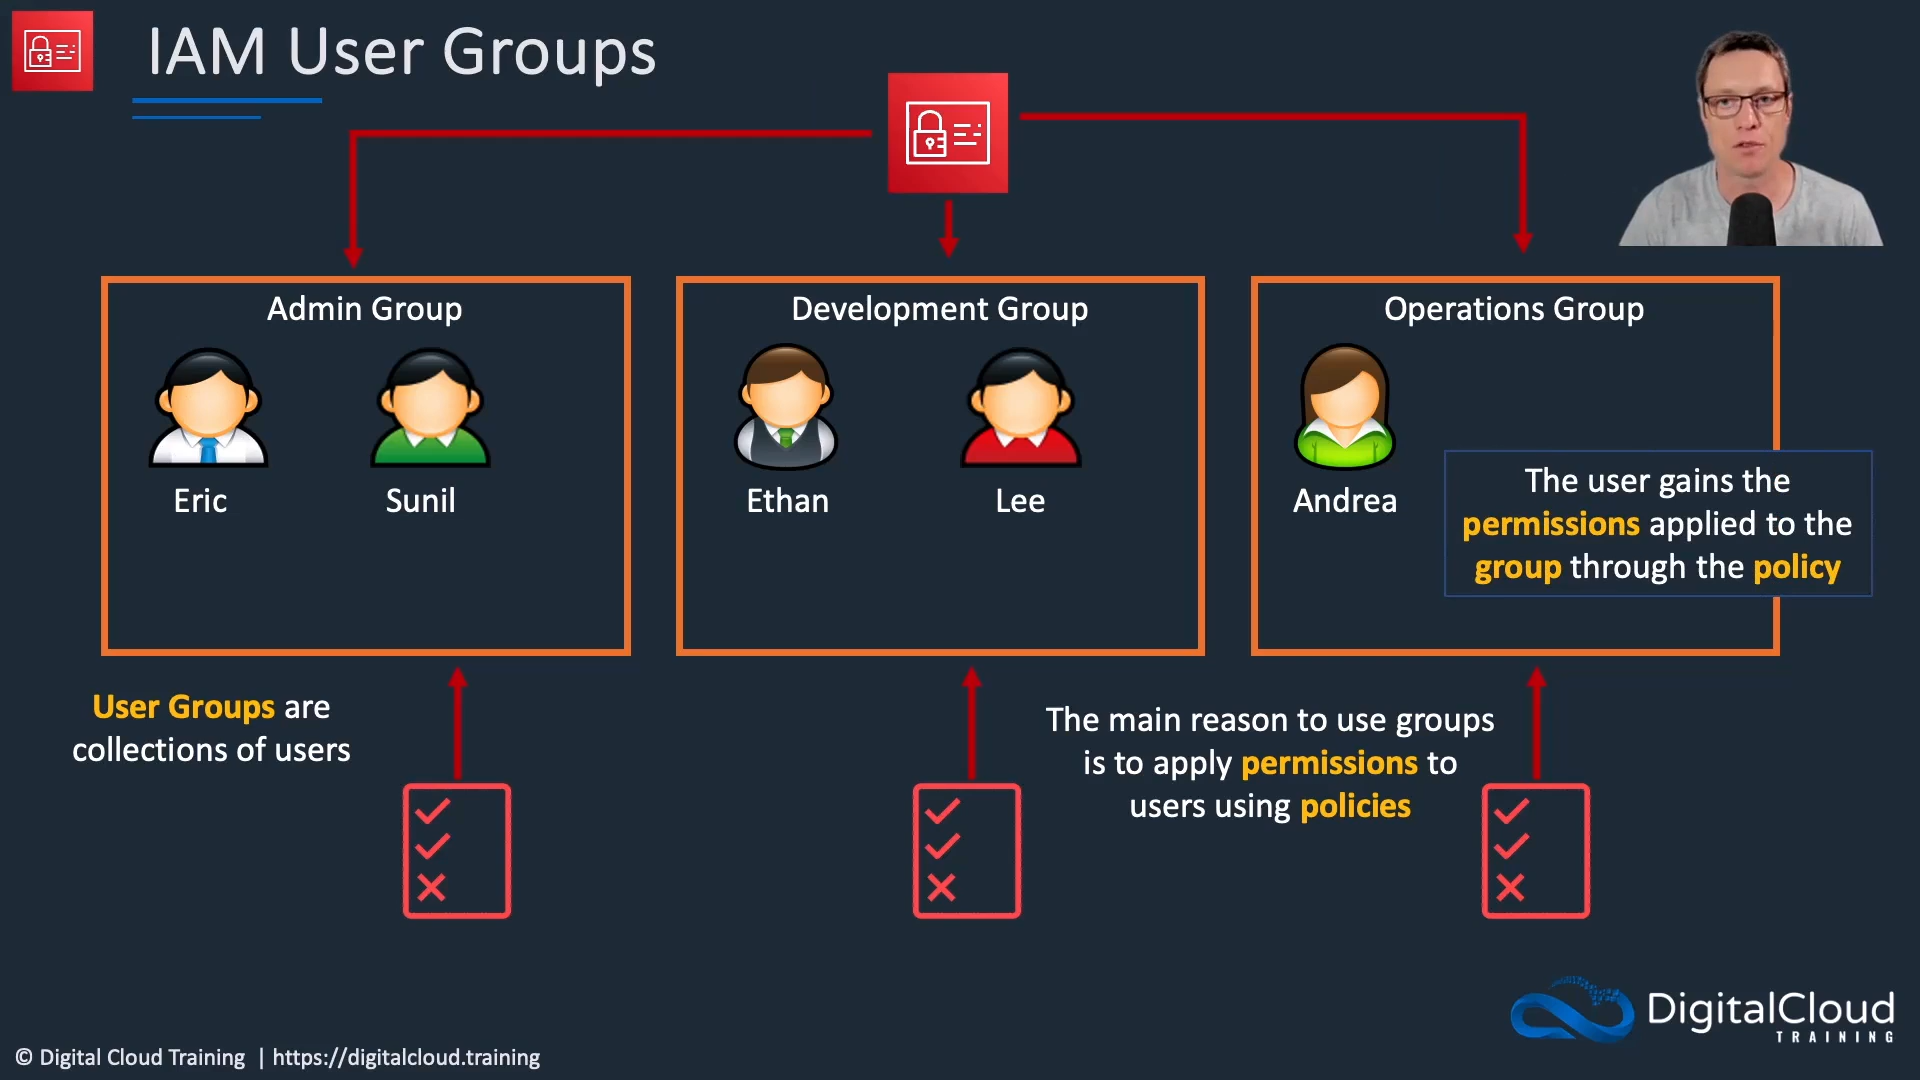 IAM User Groups
Admin Group
Eric
Sunil
Development Group
Ethan
Lee
Operations Group
Andrea
The user gains the
permissions applied to the
group through the policy
User Groups are
collections of users
The main reason to use groups
is to apply permissions to
users using policies
DigitalCloud
TRAINING
© Digital Cloud Training | https://digitalcloud.training